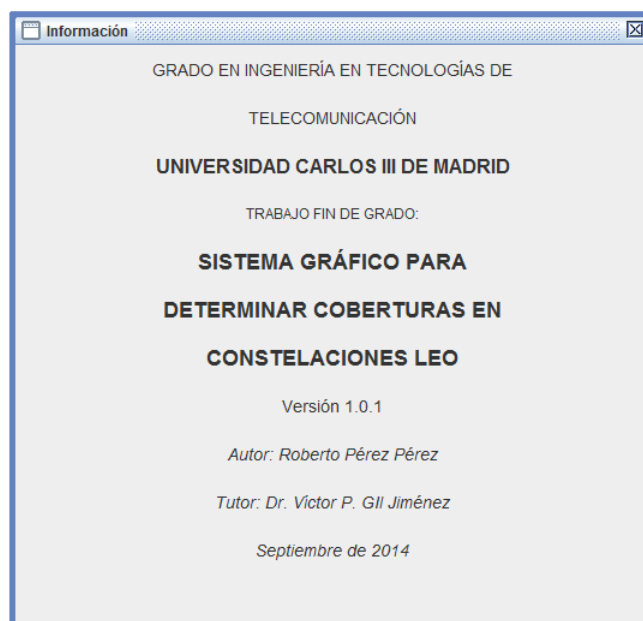 Información
GRADO EN INGENIERÍA EN TECNOLOGÍAS DE
TELECOMUNICACIÓN
UNIVERSIDAD CARLOS III DE MADRID
TRABAJO FIN DE GRADO:
SISTEMA GRÁFICO PARA
DETERMINAR COBERTURAS EN
CONSTELACIONES LEO
Versión 1.0.1
Autor: Roberto Pérez Pérez
Tutor: Dr. Víctor P. GIl Jiménez
Septiembre de 2014